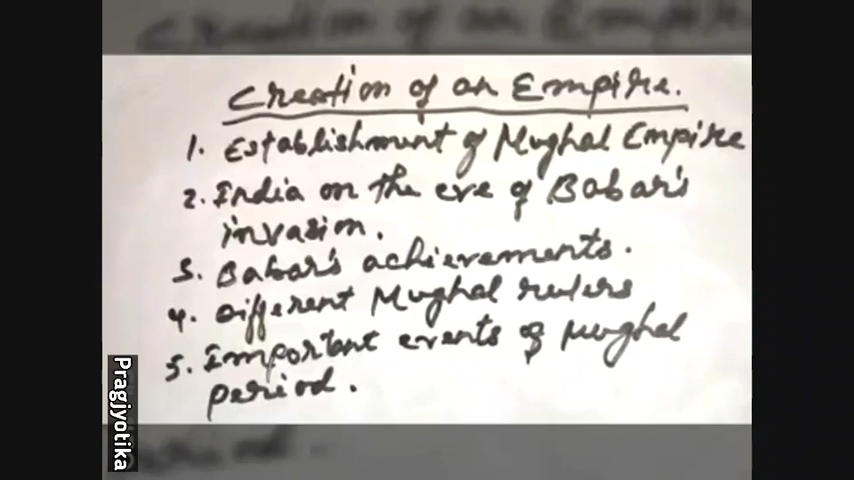 Creation of an Empire.
1. Establishment of Mughal Empire
2. India on the eve of Babar's
invasion.
3. Babar's achievements.
4. Different Mughal rulers
5. Important events of Mughal
period.
Pragjyotika